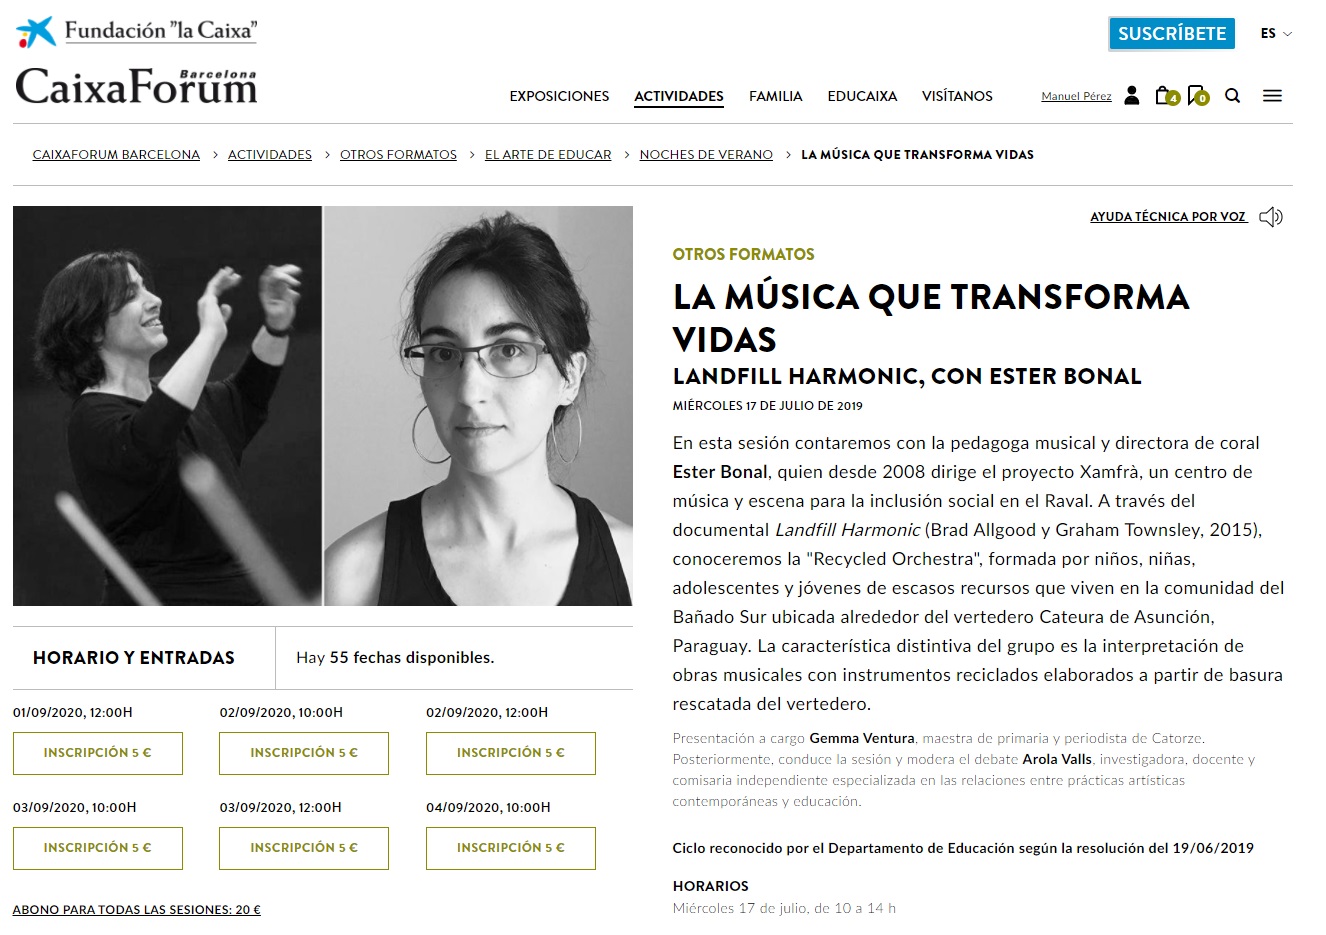 Fundación "la Caixa"
SUSCRÍBETE
ES
CaixaForum Barcelona
EXPOSICIONES
ACTIVIDADES
FAMILIA
EDUCAIXA
VISÍTANOS
Manuel Pérez
4
0
CAIXAFORUM BARCELONA > ACTIVIDADES > OTROS FORMATOS > EL ARTE DE EDUCAR > NOCHES DE VERANO > LA MÚSICA QUE TRANSFORMA VIDAS
AYUDA TÉCNICA POR VOZ
OTROS FORMATOS
LA MÚSICA QUE TRANSFORMA
VIDAS
LANDFILL HARMONIC, CON ESTER BONAL
MIÉRCOLES 17 DE JULIO DE 2019
En esta sesión contaremos con la pedagoga musical y directora de coral
Ester Bonal, quien desde 2008 dirige el proyecto Xamfrà, un centro de
música y escena para la inclusión social en el Raval. A través del
documental Landfill Harmonic (Brad Allgood y Graham Townsley, 2015),
conoceremos la "Recycled Orchestra", formada por niños, niñas,
adolescentes y jóvenes de escasos recursos que viven en la comunidad del
Bañado Sur ubicada alrededor del vertedero Cateura de Asunción,
Paraguay. La característica distintiva del grupo es la interpretación de
obras musicales con instrumentos reciclados elaborados a partir de basura
rescatada del vertedero.
Presentación a cargo Gemma Ventura, maestra de primaria y periodista de Catorze.
Posteriormente, conduce la sesión y modera el debate Arola Valls, investigadora, docente y
comisaria independiente especializada en las relaciones entre prácticas artísticas
contemporáneas y educación.
Ciclo reconocido por el Departamento de Educación según la resolución del 19/06/2019
HORARIOS
Miércoles 17 de julio, de 10 a 14 h
HORARIO Y ENTRADAS
Hay 55 fechas disponibles.
01/09/2020, 12:00H
02/09/2020, 10:00H
02/09/2020, 12:00H
INSCRIPCIÓN 5 €
INSCRIPCIÓN 5 €
INSCRIPCIÓN 5 €
03/09/2020, 10:00H
03/09/2020, 12:00H
04/09/2020, 10:00H
INSCRIPCIÓN 5 €
INSCRIPCIÓN 5 €
INSCRIPCIÓN 5 €
ABONO PARA TODAS LAS SESIONES: 20 €